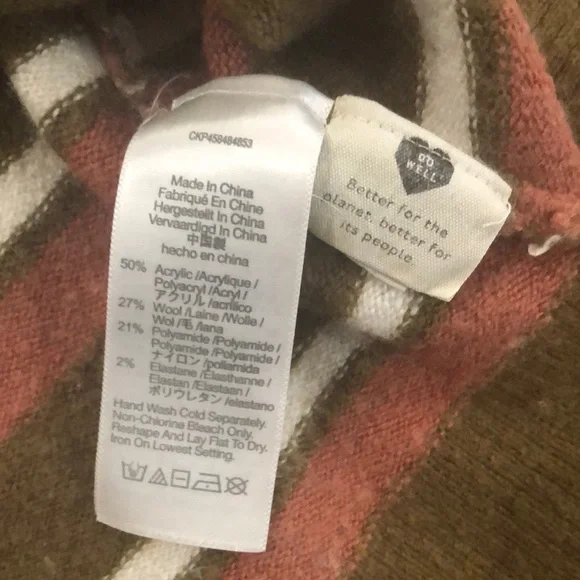 CKP458484853
Made In China
Fabriqué En Chine
Hergestellt In China
Vervaardigd In China
中国製
hecho en china
50% Acrylic /Acrylique /
Polyacryl /Acryl /
アクリル /acrílico
27% Wool /Laine /Wolle /
Wol /毛 /lana
21% Polyamide /Polyamide /
Polyamide /Polyamide /
ナイロン /poliamida
2% Elastane /Élasthanne /
Elastan /Elastaan /
ポリウレタン /elastano
Hand Wash Cold Separately.
Non-Chlorine Bleach Only.
Reshape And Lay Flat To Dry.
Iron On Lowest Setting.
DO
WELL
Better for the
planet, better for
its people.